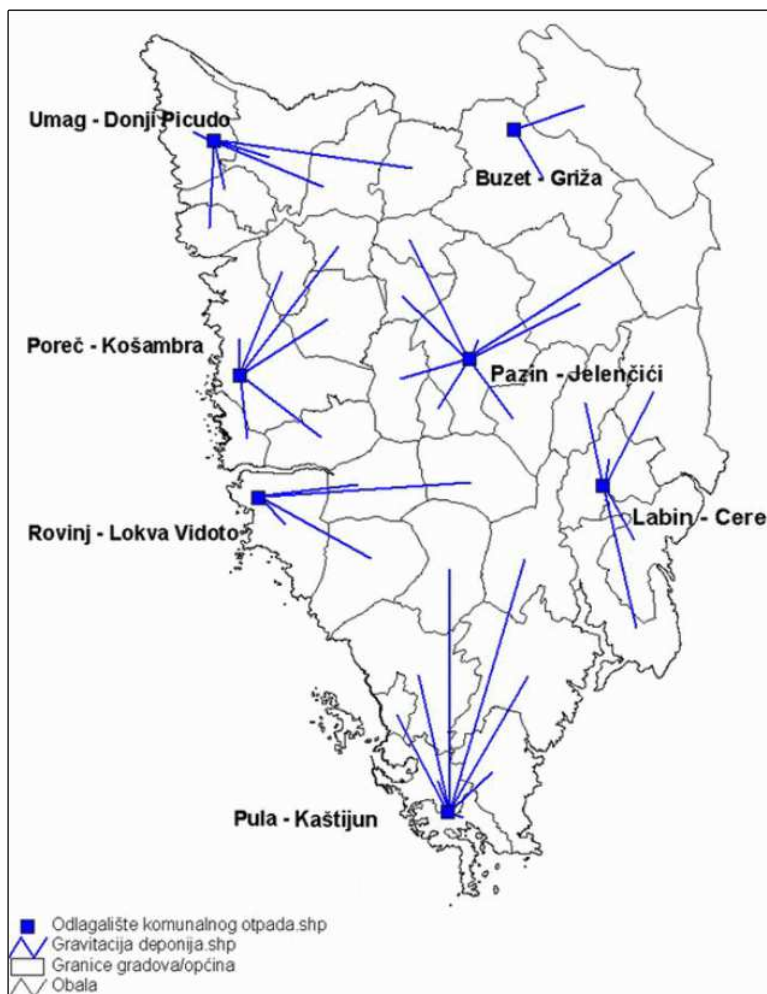 Umag - Donji Picudo
Buzet - Griža
Poreč - Košambra
Pazin - Jelenčići
Rovinj - Lokva Vidoto
Labin - Cere
Pula - Kaštijun
Odlagalište komunalnog otpada.shp
Gravitacija deponija.shp
Granice gradova/općina
Obala